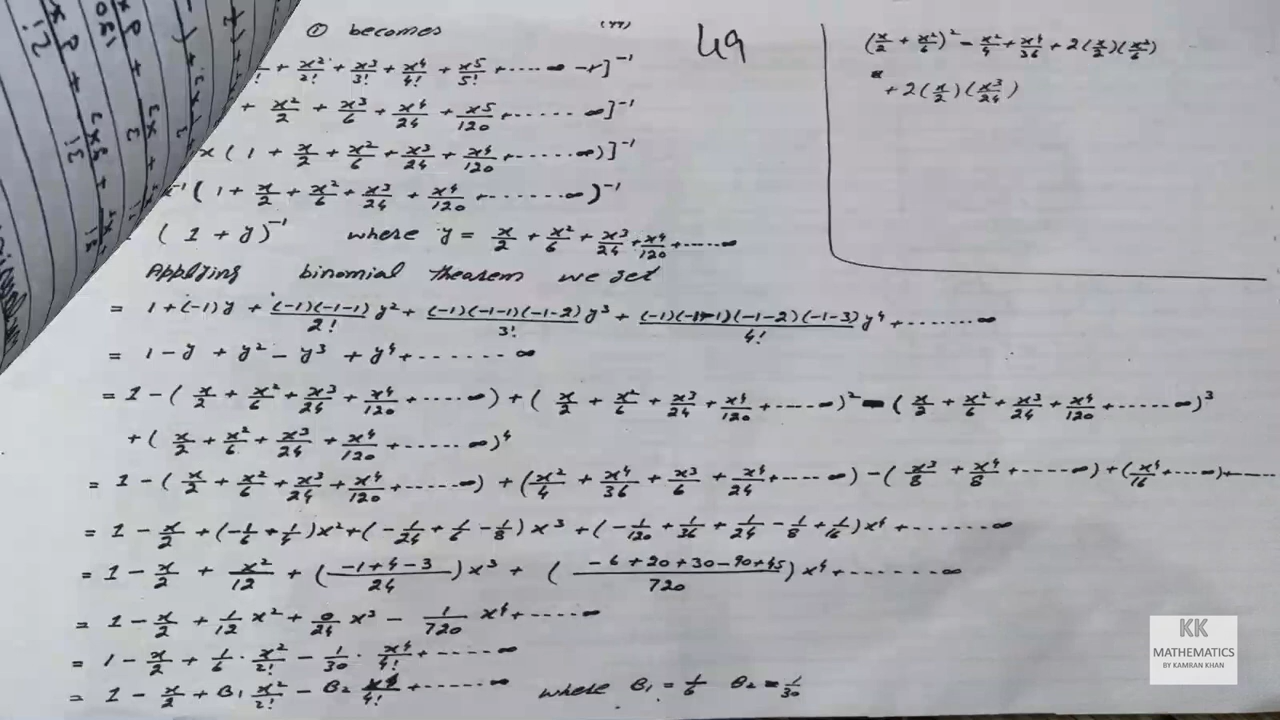 ① becomes (44) 49
+ x²/2! + x³/3! + x⁴/4! + x⁵/5! + ...... ∞ -1]⁻¹
+ x²/2 + x³/6 + x⁴/24 + x⁵/120 + ...... ∞]⁻¹
x(1 + x/2 + x²/6 + x³/24 + x⁴/120 + ...... ∞)]⁻¹
⁻¹(1 + x/2 + x²/6 + x³/24 + x⁴/120 + ...... ∞)⁻¹
(1+y)⁻¹ where y = x/2 + x²/6 + x³/24 + x⁴/120 + ...... ∞
Applying binomial theorem we get
= 1+(-1)y + (-1)(-1-1)/2! y² + (-1)(-1-1)(-1-2)/3! y³ + (-1)(-1-1)(-1-2)(-1-3)/4! y⁴ + ...... ∞
= 1 - y + y² - y³ + y⁴ + ...... ∞
= 1 - (x/2 + x²/6 + x³/24 + x⁴/120 + ...... ∞) + (x/2 + x²/6 + x³/24 + x⁴/120 + ...... ∞)² - (x/2 + x²/6 + x³/24 + x⁴/120 + ...... ∞)³
+ (x/2 + x²/6 + x³/24 + x⁴/120 + ...... ∞)⁴
= 1 - (x/2 + x²/6 + x³/24 + x⁴/120 + ...... ∞) + (x²/4 + x⁴/36 + x³/6 + x⁴/24 + ...... ∞) - (x³/8 + x⁴/8 + ...... ∞) + (x⁴/16 + ...... ∞) + ......
= 1 - x/2 + (-1/6 + 1/4)x² + (-1/24 + 1/6 - 1/8)x³ + (-1/120 + 1/36 + 1/24 - 1/8 + 1/16)x⁴ + ...... ∞
= 1 - x/2 + x²/12 + (-1+4-3/24)x³ + (-6+20+30-90+45/720)x⁴ + ...... ∞
= 1 - x/2 + 1/12 x² + 0/24 x³ - 1/720 x⁴ + ...... ∞
= 1 - x/2 + 1/6 · x²/2! - 1/30 · x⁴/4! + ...... ∞
= 1 - x/2 + B₁ x²/2! - B₂ x⁴/4! + ...... ∞ where B₁ = 1/6 B₂ = 1/30
(x/2 + x²/6)² = x²/4 + x⁴/36 + 2(x/2)(x²/6)
+ 2(x/2)(x³/24)
KK
MATHEMATICS
BY KAMRAN KHAN